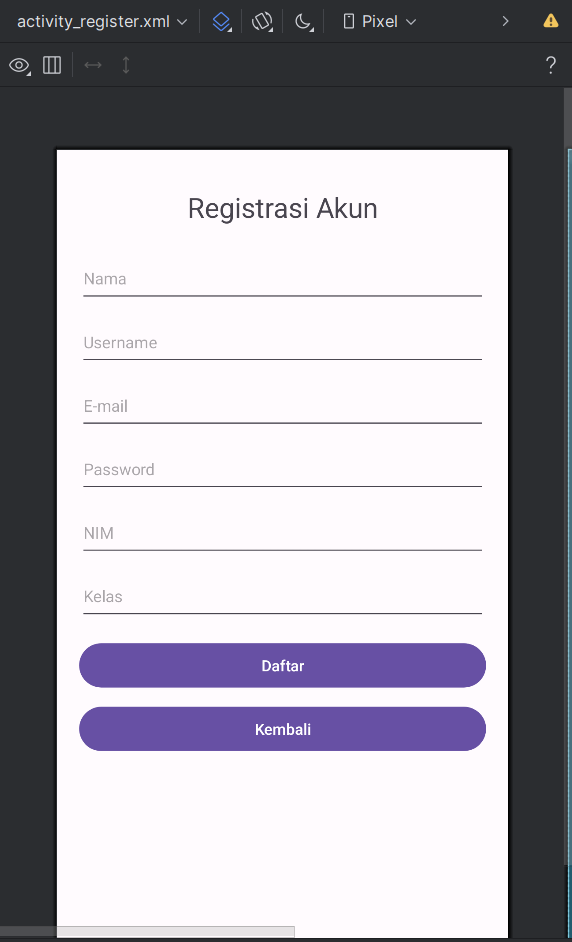 activity_register.xml
Pixel
?
Registrasi Akun
Nama
Username
E-mail
Password
NIM
Kelas
Daftar
Kembali